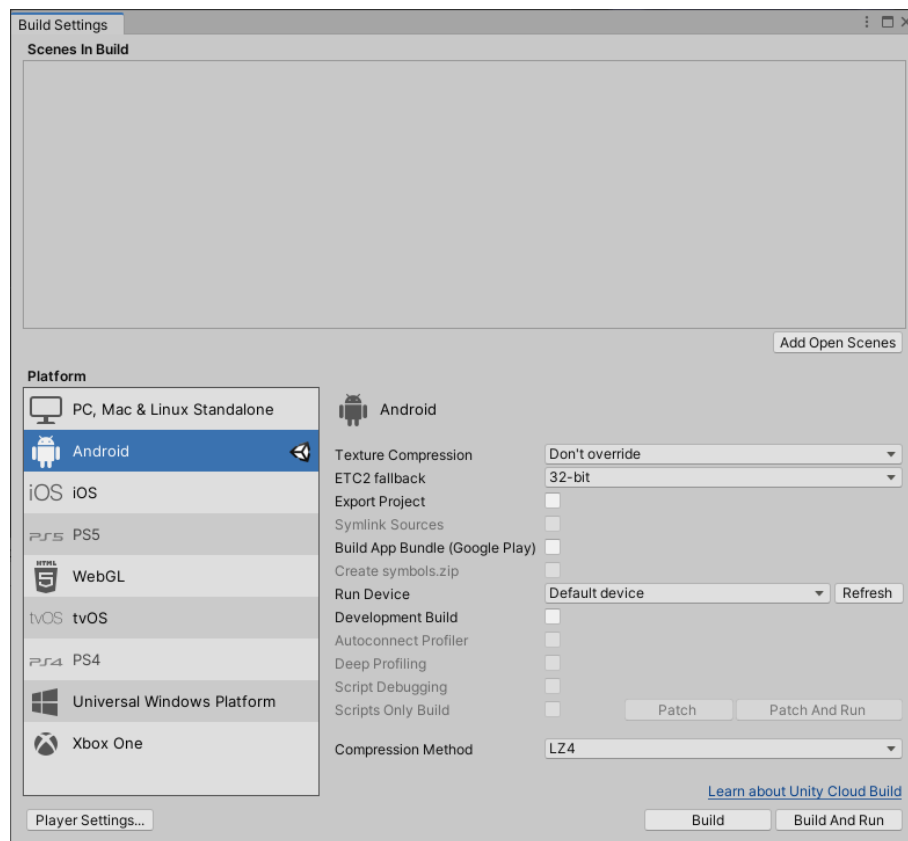 Build Settings
Scenes In Build
Add Open Scenes
Platform
PC, Mac & Linux Standalone
Android
iOS iOS
PS5 PS5
HTML 5 WebGL
tvOS tvOS
PS4 PS4
Universal Windows Platform
Xbox One
Android
Texture Compression Don't override
ETC2 fallback 32-bit
Export Project
Symlink Sources
Build App Bundle (Google Play)
Create symbols.zip
Run Device Default device Refresh
Development Build
Autoconnect Profiler
Deep Profiling
Script Debugging
Scripts Only Build Patch Patch And Run
Compression Method LZ4
Learn about Unity Cloud Build
Player Settings... Build Build And Run